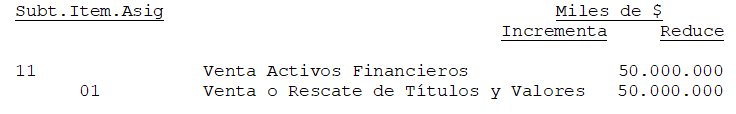 Subt.Item.Asig Miles de $
Incrementa Reduce
11 Venta Activos Financieros 50.000.000
01 Venta o Rescate de Títulos y Valores 50.000.000